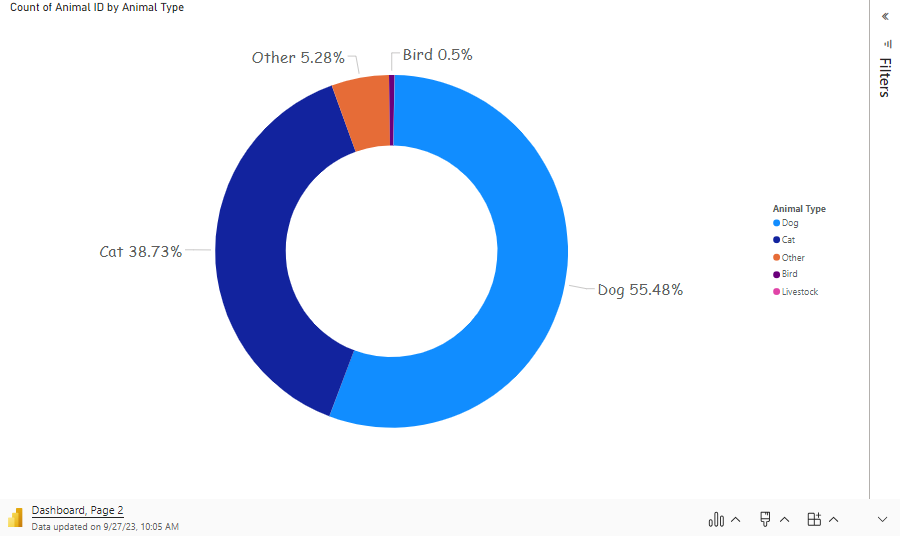 Count of Animal ID by Animal Type
Other 5.28%
Bird 0.5%
Cat 38.73%
Dog 55.48%
Animal Type
Dog
Cat
Other
Bird
Livestock
Filters
Dashboard, Page 2
Data updated on 9/27/23, 10:05 AM